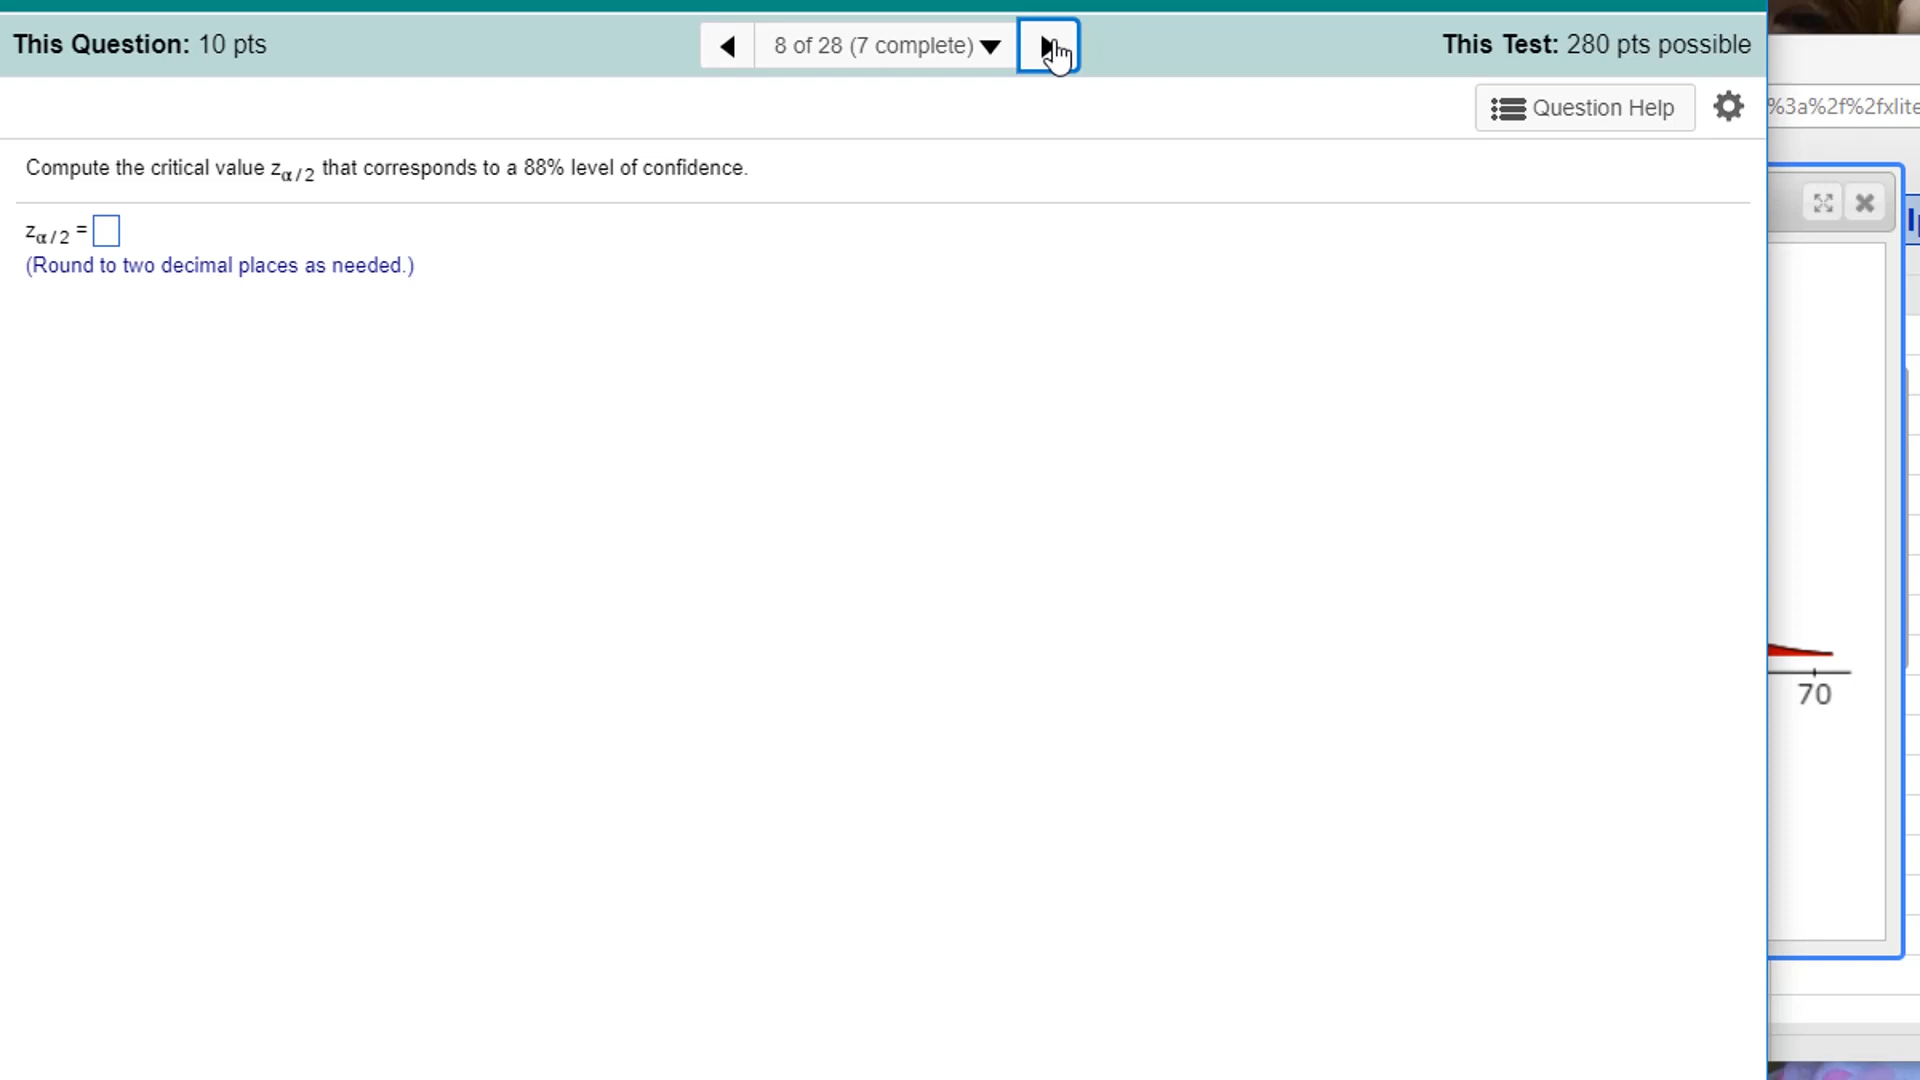 This Question: 10 pts
8 of 28 (7 complete)
This Test: 280 pts possible
Question Help
%3a%2f%2fxlite
Compute the critical value zα/2 that corresponds to a 88% level of confidence.
zα/2 =
(Round to two decimal places as needed.)
70